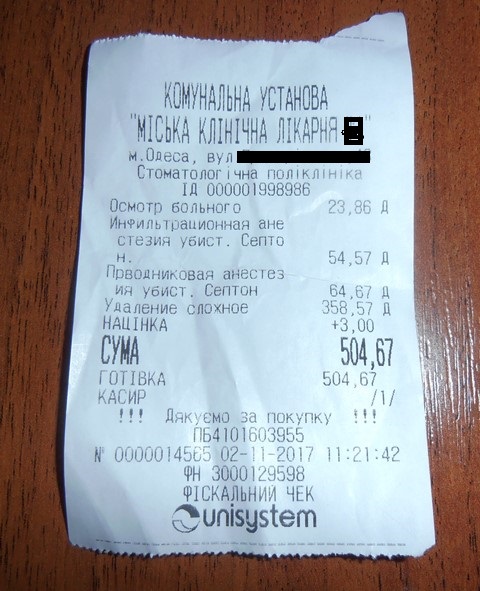 КОМУНАЛЬНА УСТАНОВА
"МІСЬКА КЛІНІЧНА ЛІКАРНЯ "
м.Одеса, вул
Стоматологічна поліклініка
ІД 000001998986
Осмотр больного 23,86 Д
Инфильтрационная ане
стезия убист. Септо
н. 54,57 Д
Прводниковая анестез
ия убист. Септон 64,67 Д
Удаление сложное 358,57 Д
НАЦІНКА +3,00
СУМА 504,67
ГОТІВКА 504,67
КАСИР /1/
!!! Дякуємо за покупку !!!
ПБ4101603955
№ 0000014565 02-11-2017 11:21:42
ФН 3000129598
ФІСКАЛЬНИЙ ЧЕК
unisystem